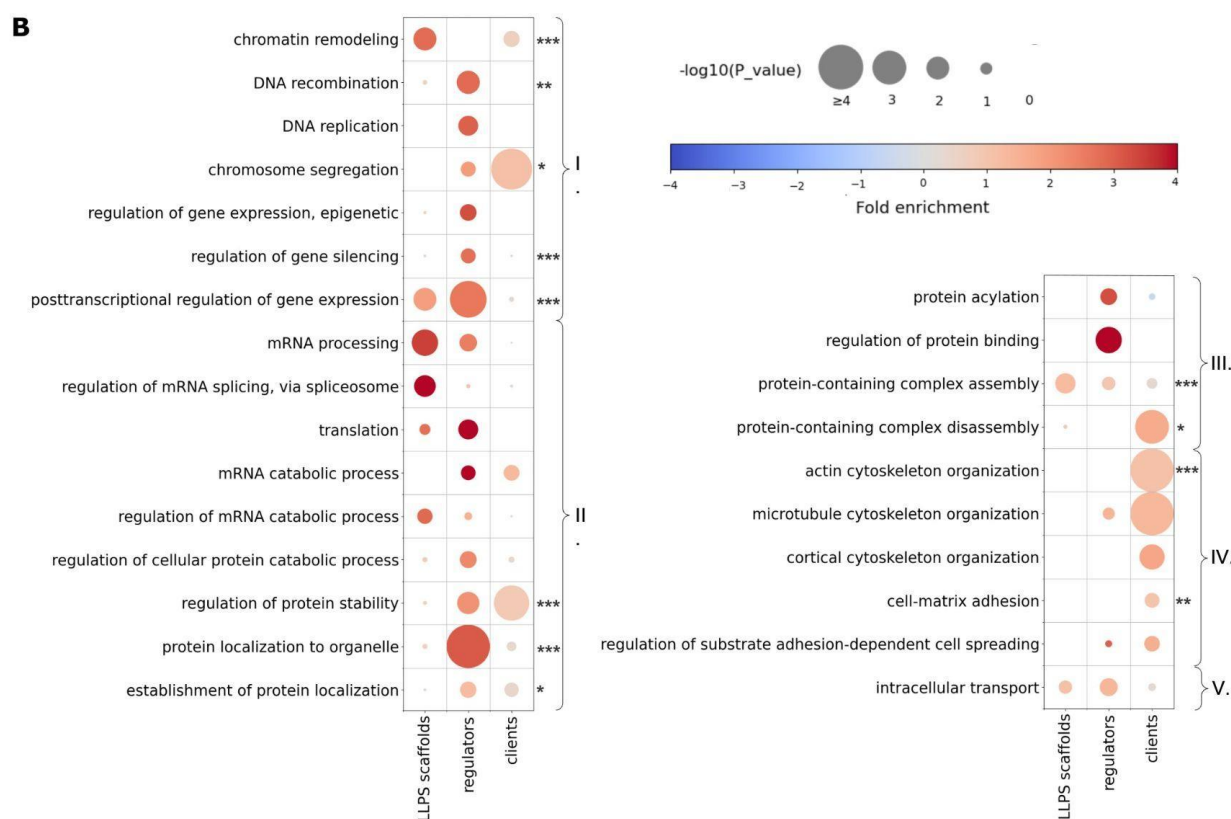 B
chromatin remodeling
***
DNA recombination
**
DNA replication
chromosome segregation
*
I
.
regulation of gene expression, epigenetic
regulation of gene silencing
***
posttranscriptional regulation of gene expression
***
mRNA processing
regulation of mRNA splicing, via spliceosome
translation
mRNA catabolic process
regulation of mRNA catabolic process
II
.
regulation of cellular protein catabolic process
regulation of protein stability
***
protein localization to organelle
***
establishment of protein localization
*
LLPS scaffolds
regulators
clients
-log10(P_value)
≥4 3 2 1 0
−4 −3 −2 −1 0 1 2 3 4
Fold enrichment
protein acylation
regulation of protein binding
III.
protein-containing complex assembly
***
protein-containing complex disassembly
*
actin cytoskeleton organization
***
microtubule cytoskeleton organization
cortical cytoskeleton organization
IV.
cell-matrix adhesion
**
regulation of substrate adhesion-dependent cell spreading
intracellular transport
V.
LLPS scaffolds
regulators
clients